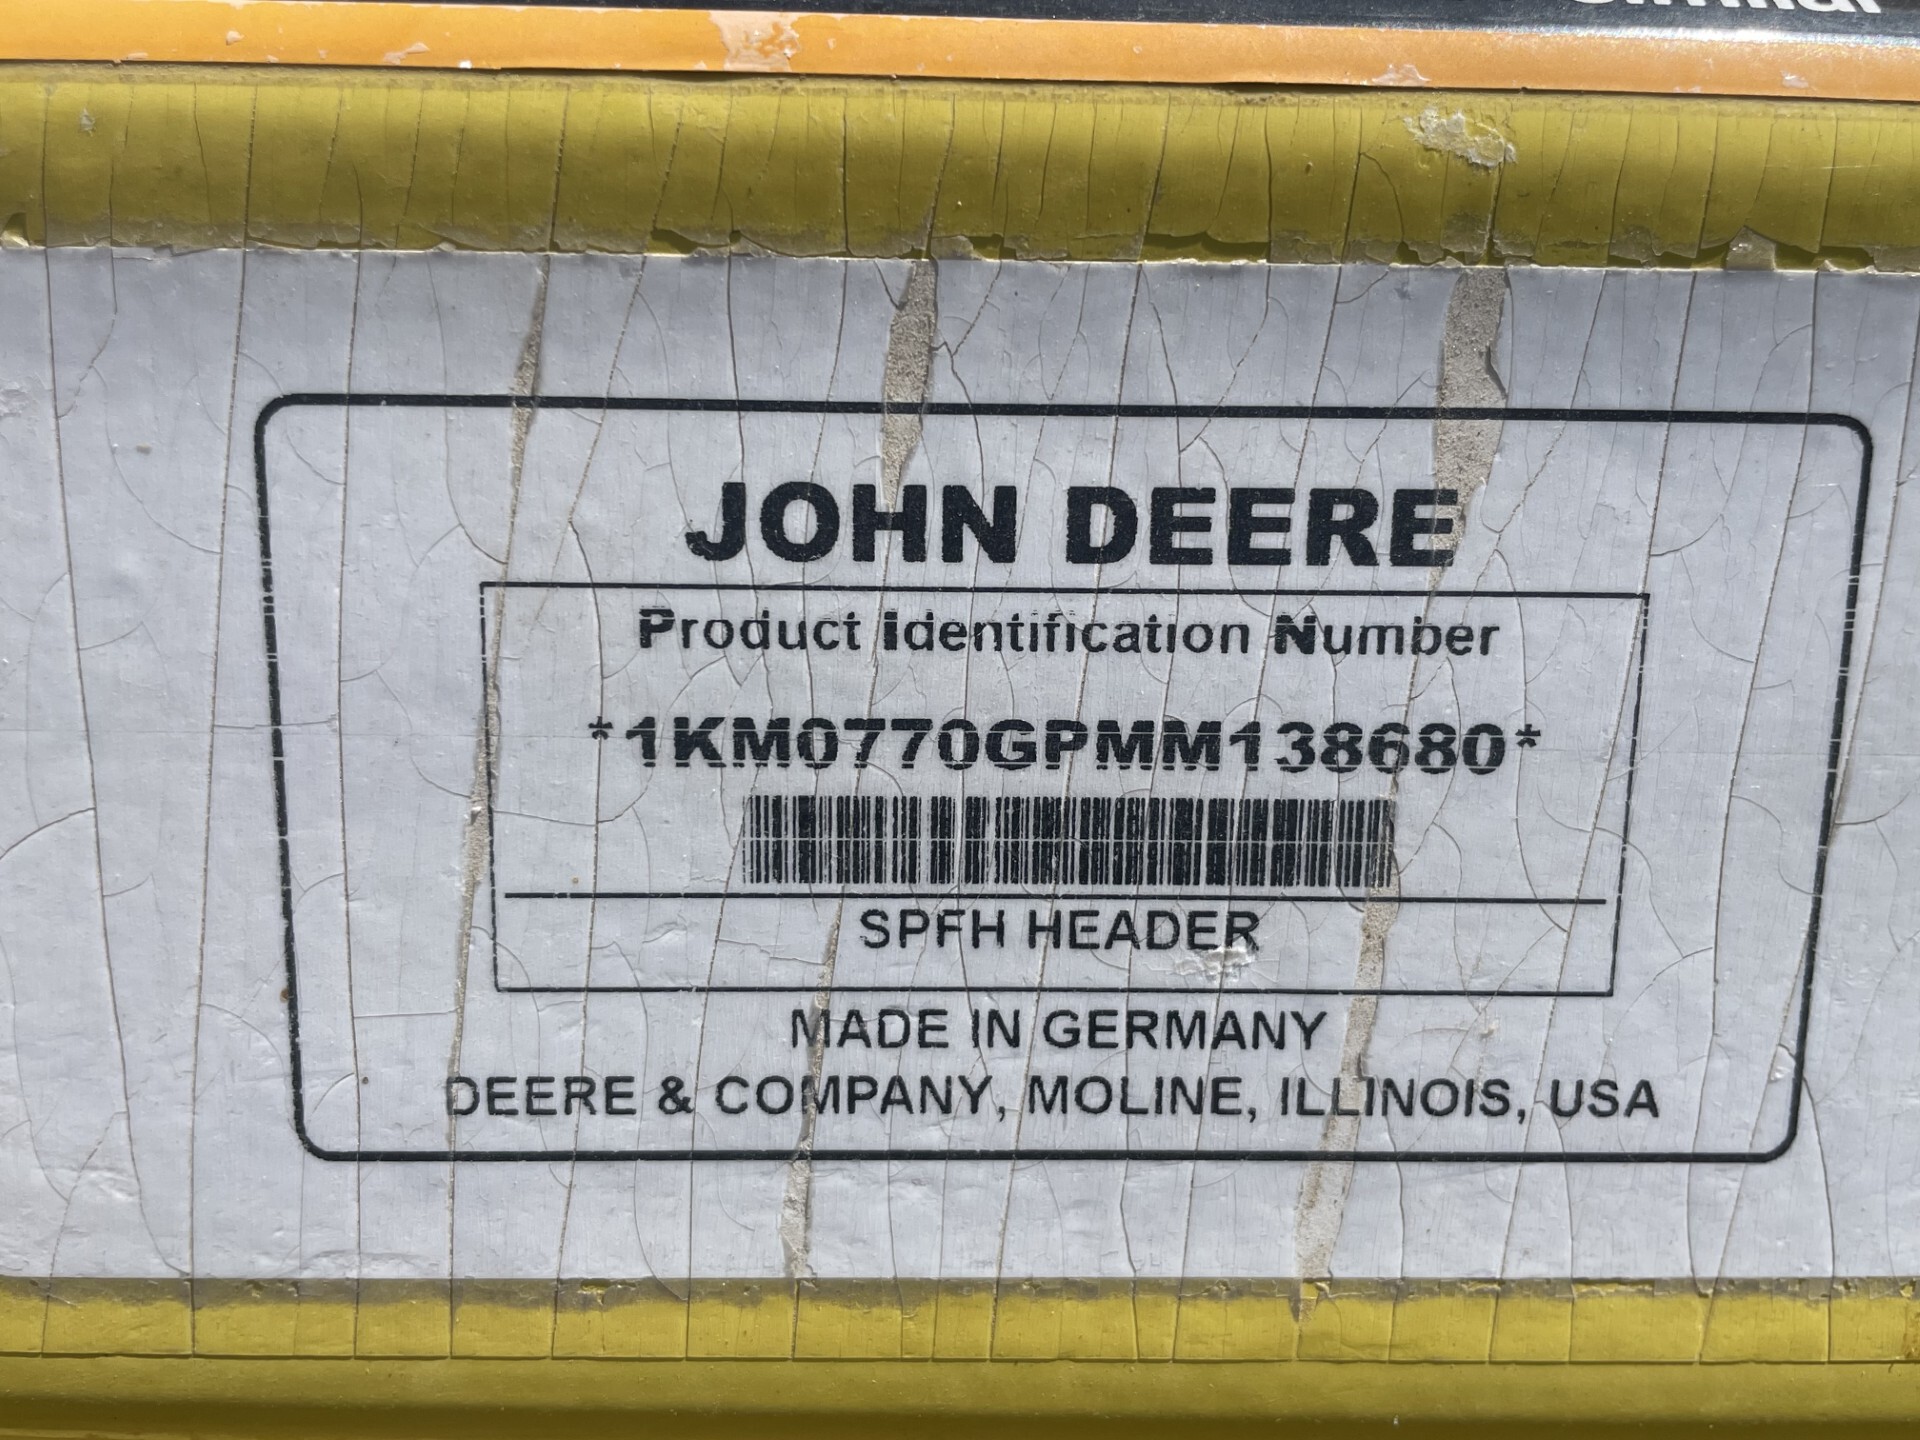 JOHN DEERE
Product Identification Number
*1KM0770GPMM138680*
SPFH HEADER
MADE IN GERMANY
DEERE & COMPANY, MOLINE, ILLINOIS, USA